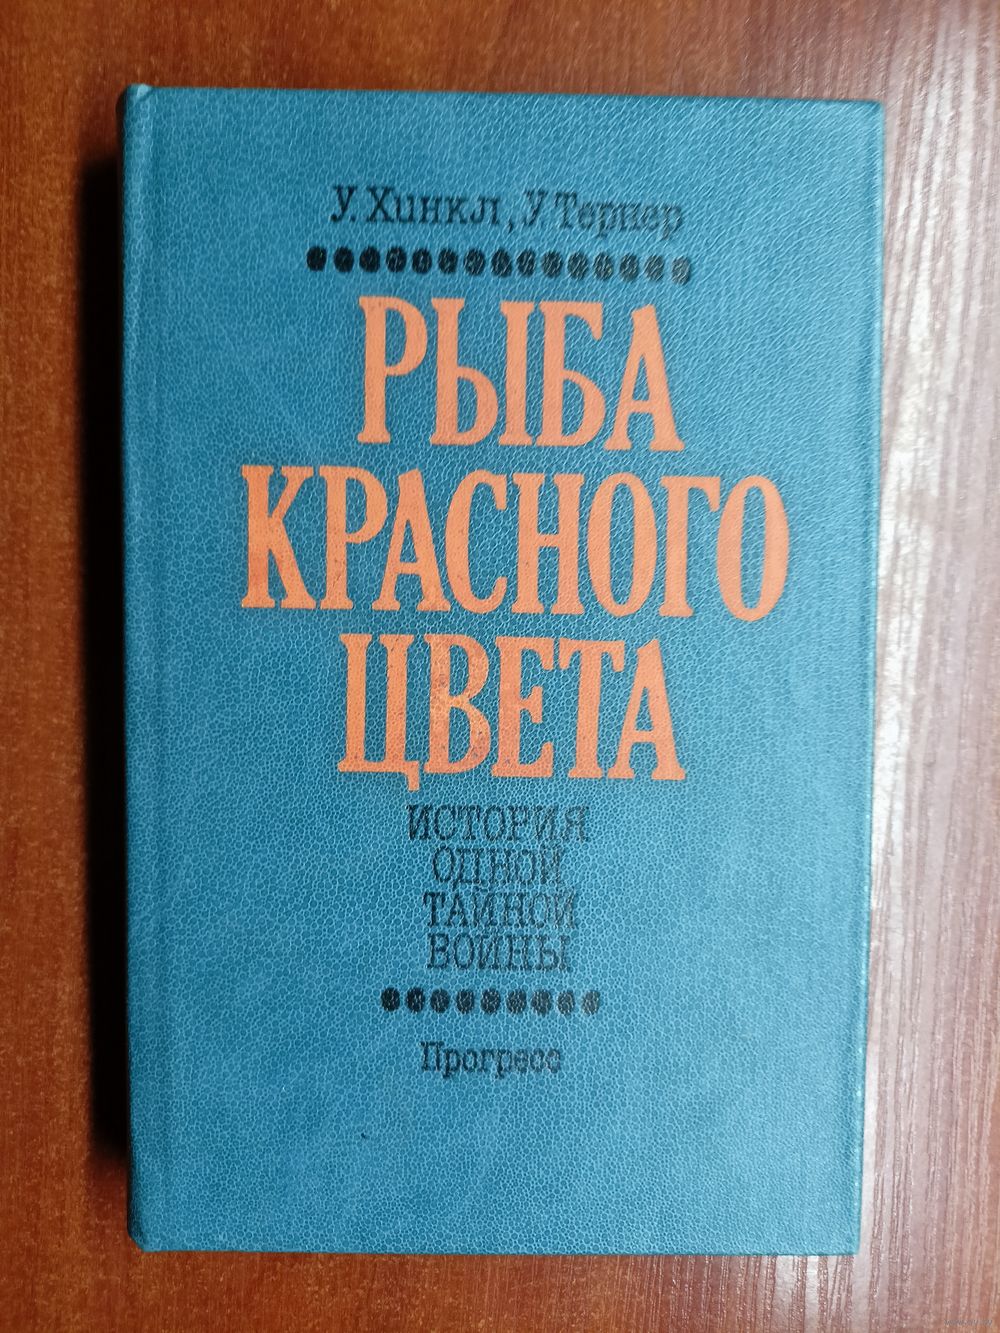 У. Хинкл, У Тернер
РЫБА
КРАСНОГО
ЦВЕТА
ИСТОРИЯ
ОДНОЙ
ТАЙНОЙ
ВОЙНЫ
Прогресс